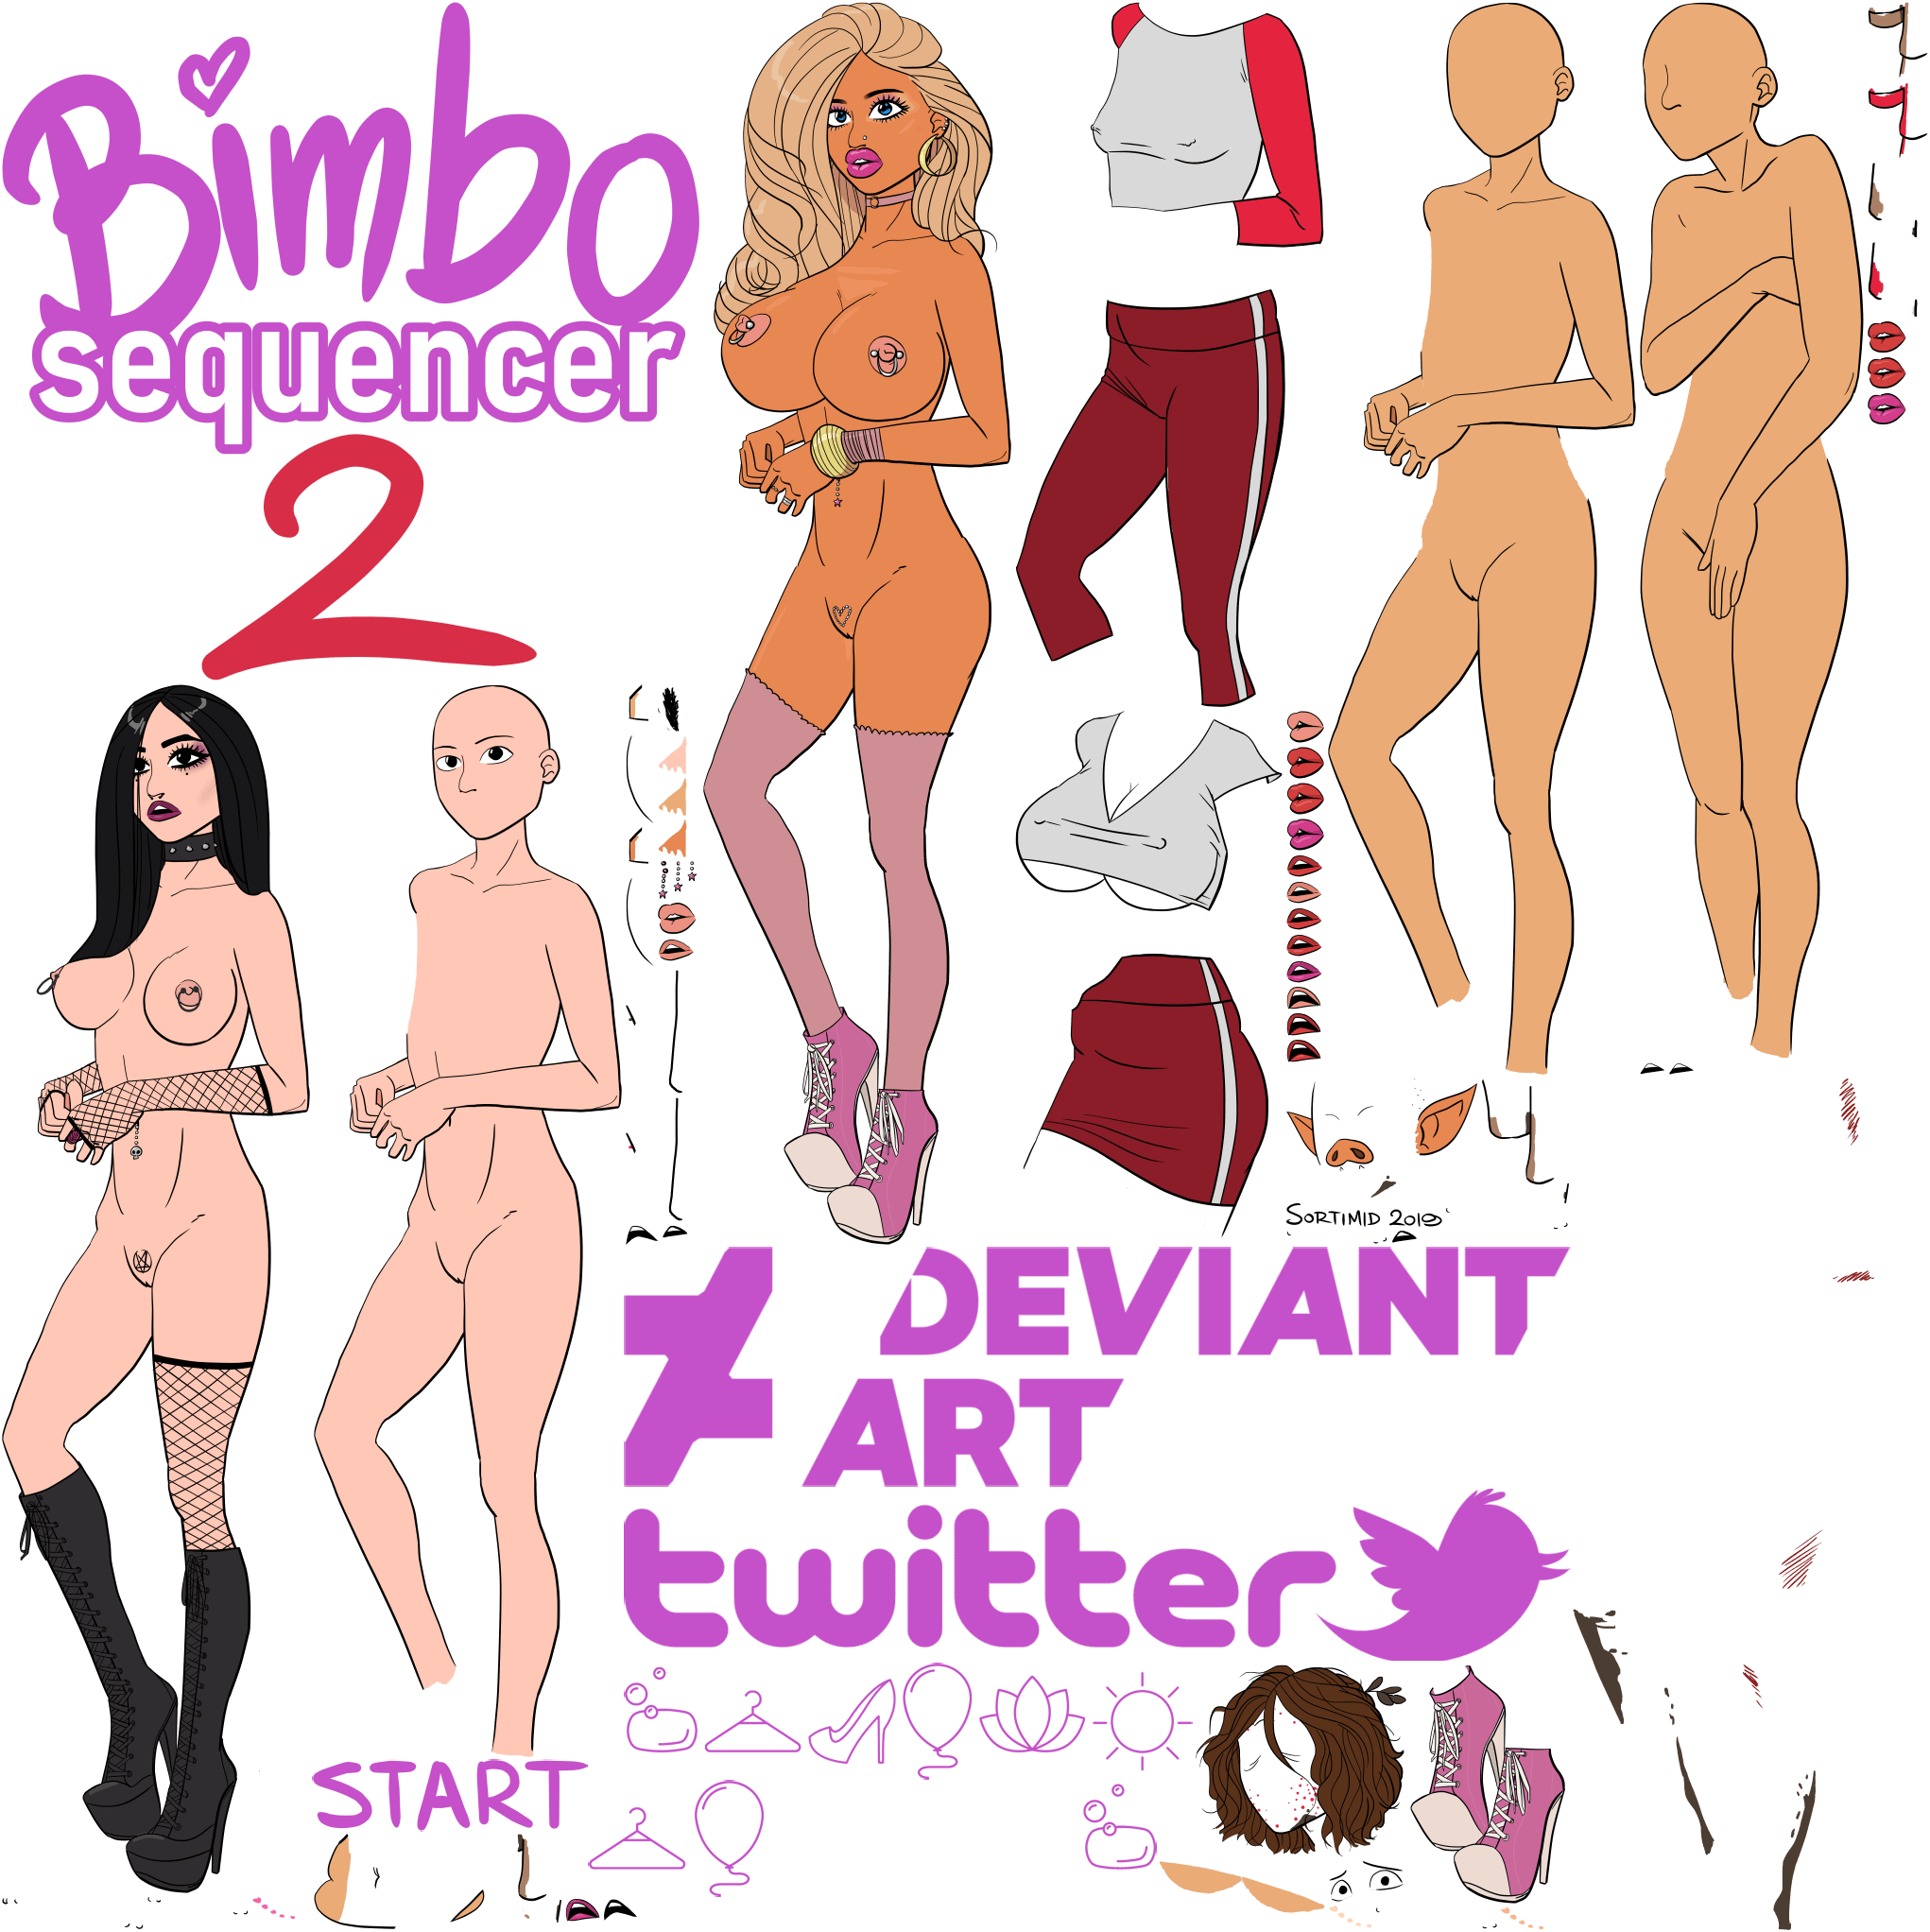 Bimbo
sequencer
2
SORTIMID 2019
DEVIANT
ART
twitter
START